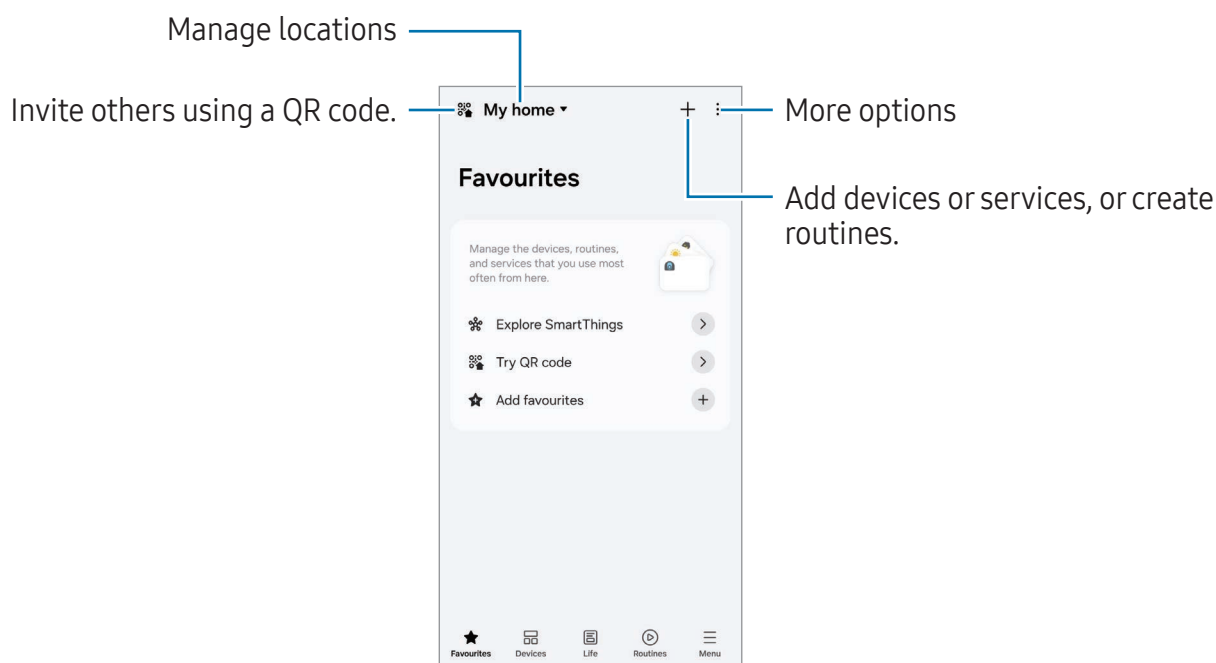 Manage locations
Invite others using a QR code.
My home
More options
Add devices or services, or create
routines.
Favourites
Manage the devices, routines,
and services that you use most
often from here.
Explore SmartThings
Try QR code
Add favourites
Favourites Devices Life Routines Menu